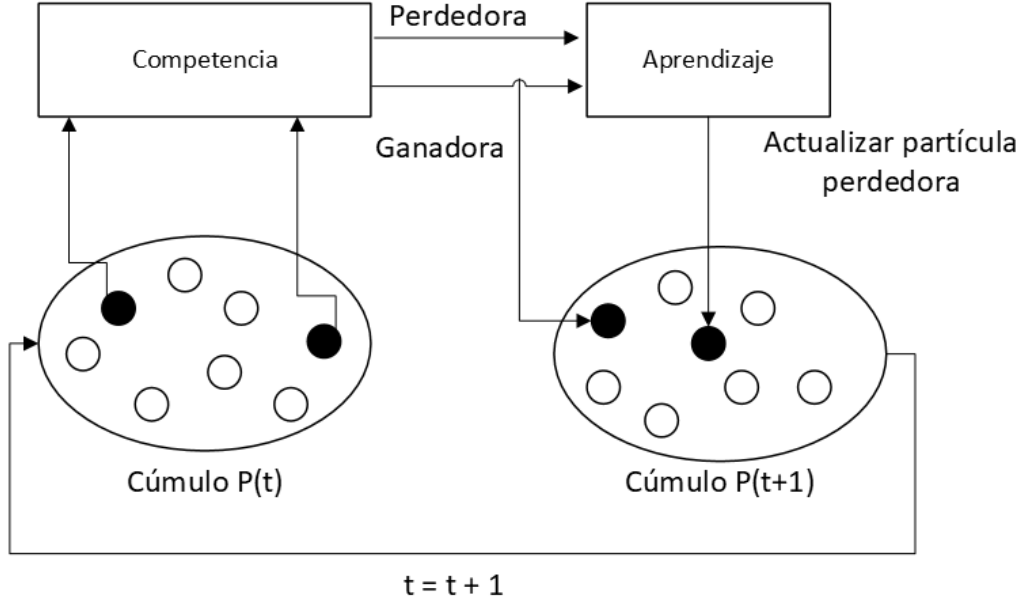 Perdedora
Competencia
Aprendizaje
Ganadora
Actualizar partícula
perdedora
Cúmulo P(t)
Cúmulo P(t+1)
t = t + 1